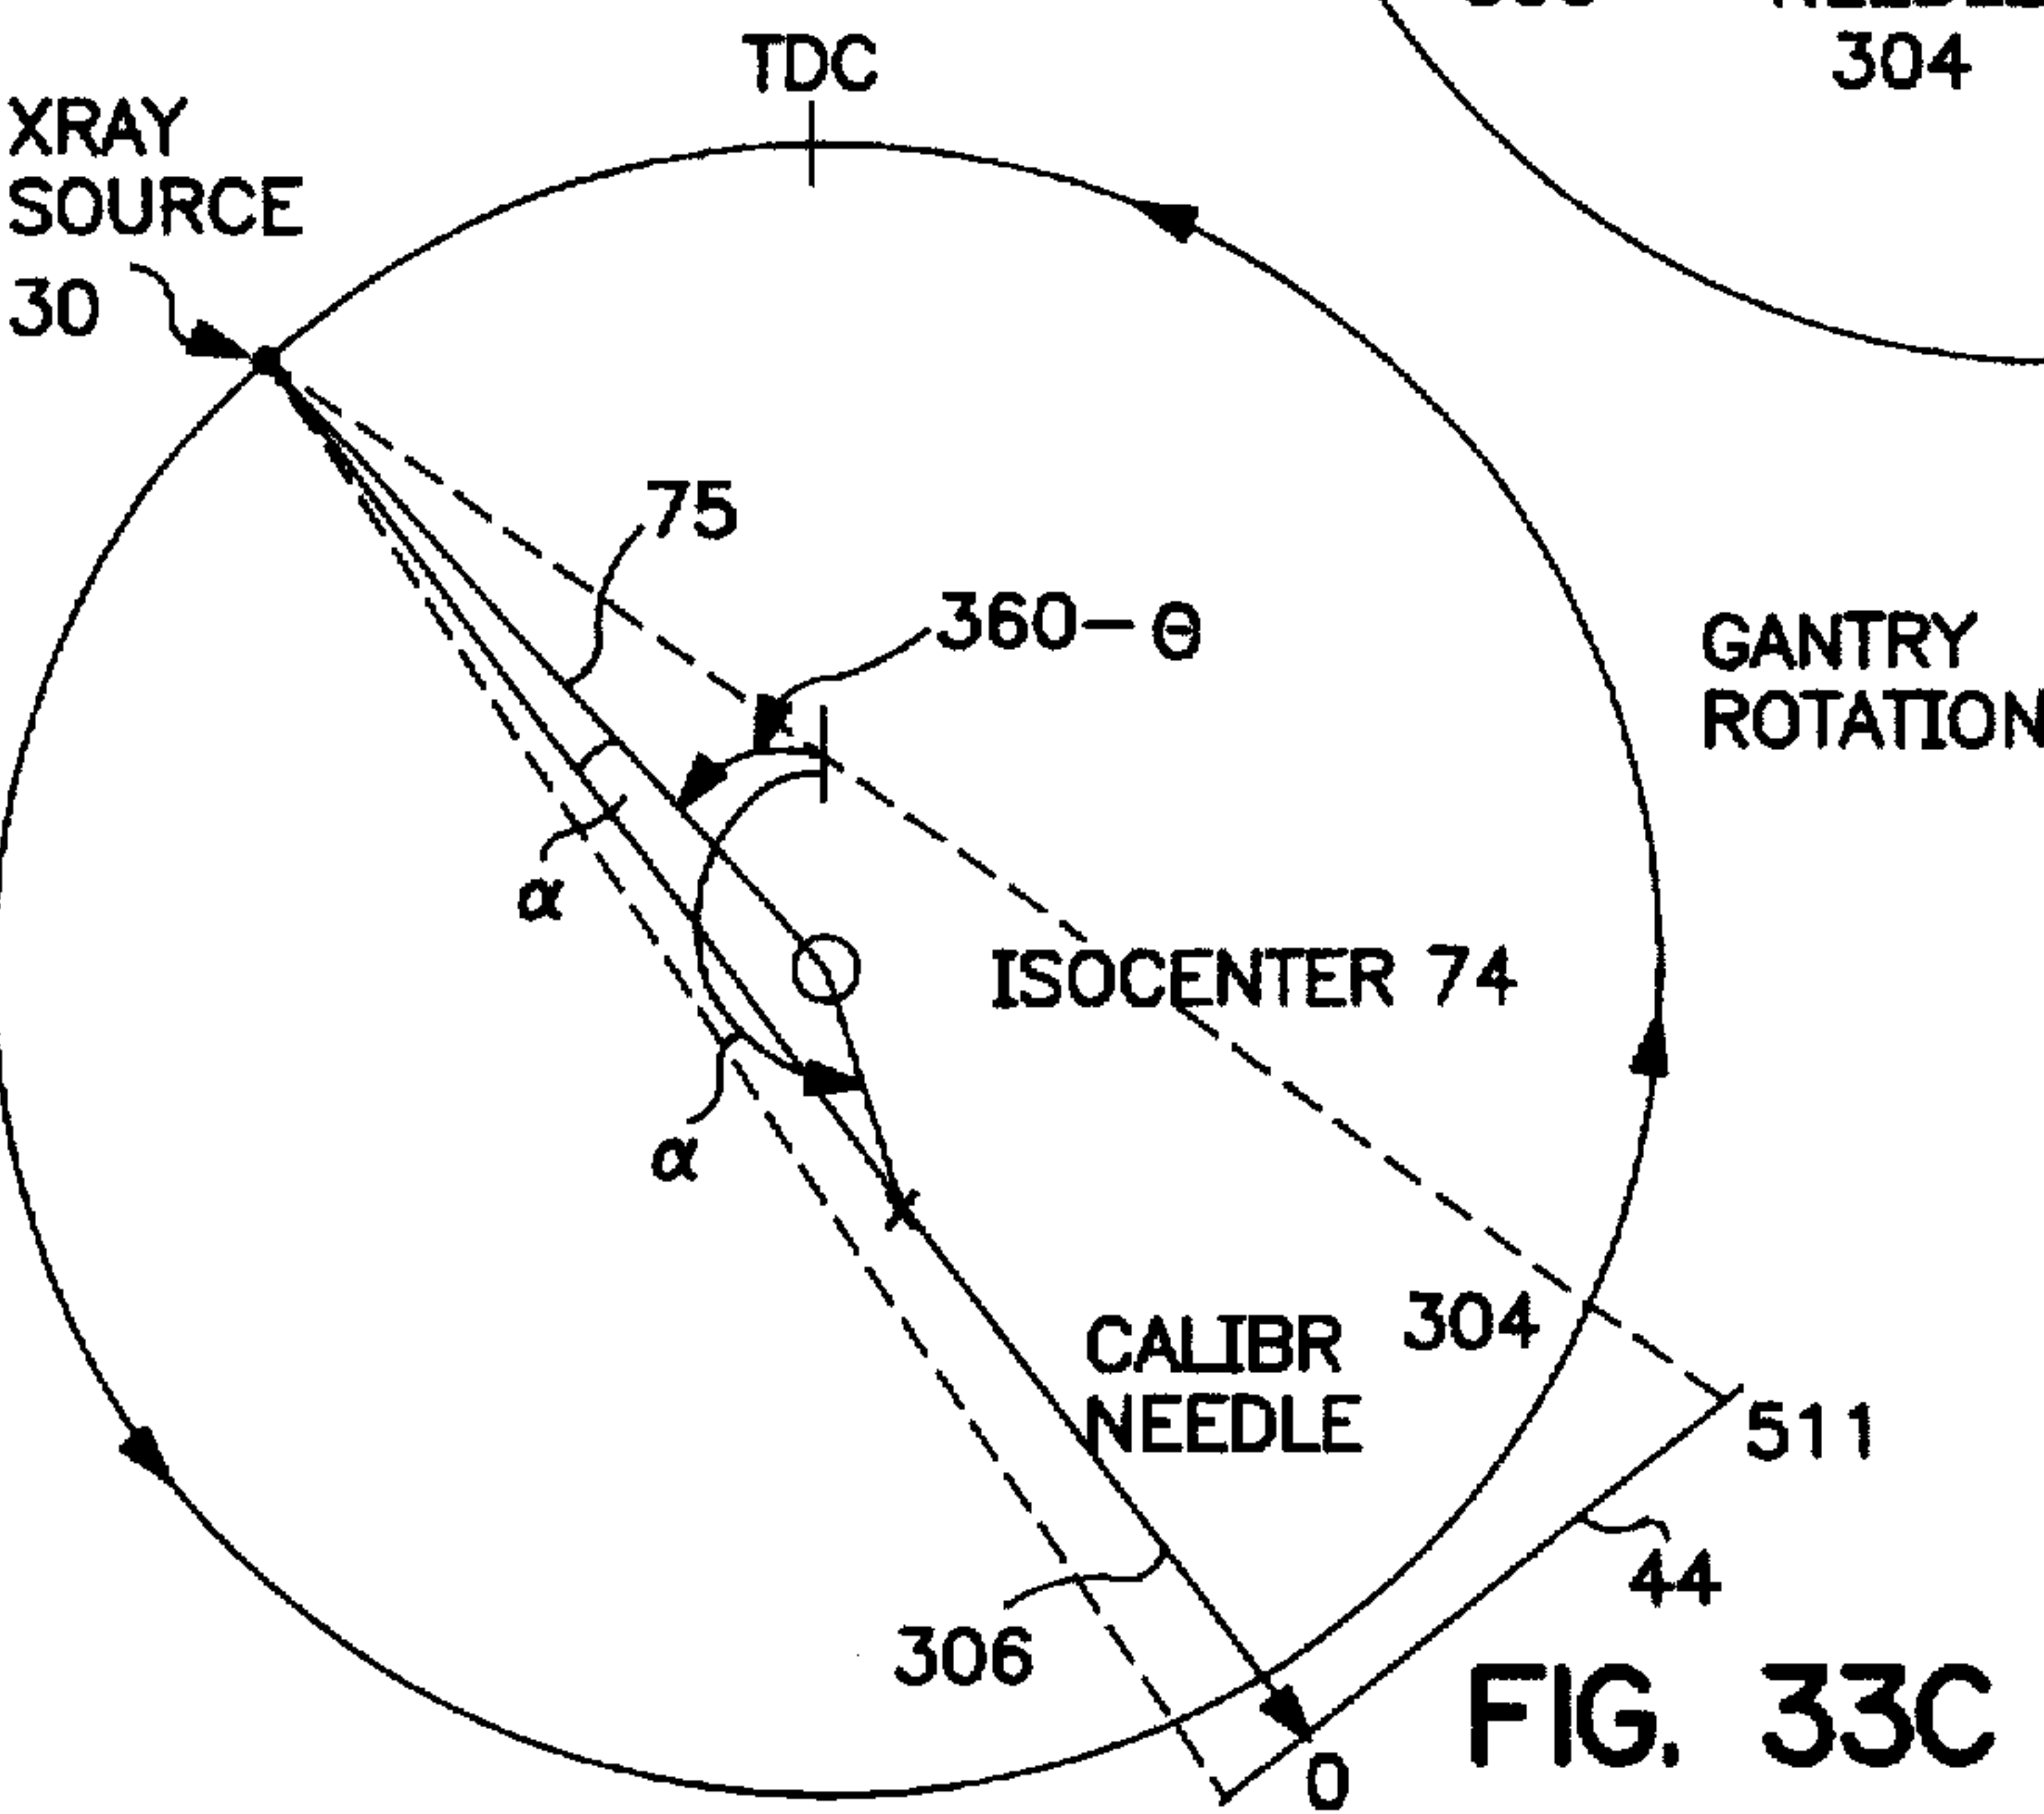 304
TDC
XRAY
SOURCE
30
75
360-Θ
GANTRY
ROTATION
α
ISOCENTER 74
α
304
CALIBR
NEEDLE
511
44
306
0
FIG. 33C